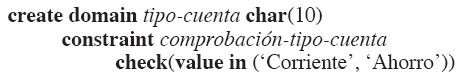 create domain tipo-cuenta char(10)
constraint comprobación-tipo-cuenta
check(value in (‘Corriente’, ‘Ahorro’))